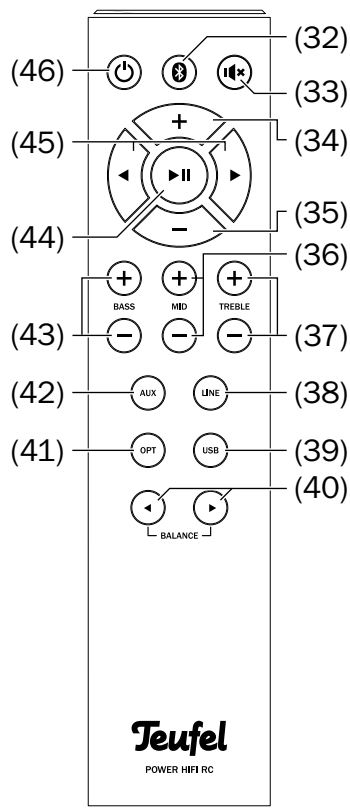 (32)
(46)
(33)
(34)
(45)
(35)
(44)
(36)
BASS MID TREBLE
(43) (37)
AUX LINE
(42) (38)
OPT USB
(41) (39)
(40)
BALANCE
Teufel
POWER HIFI RC